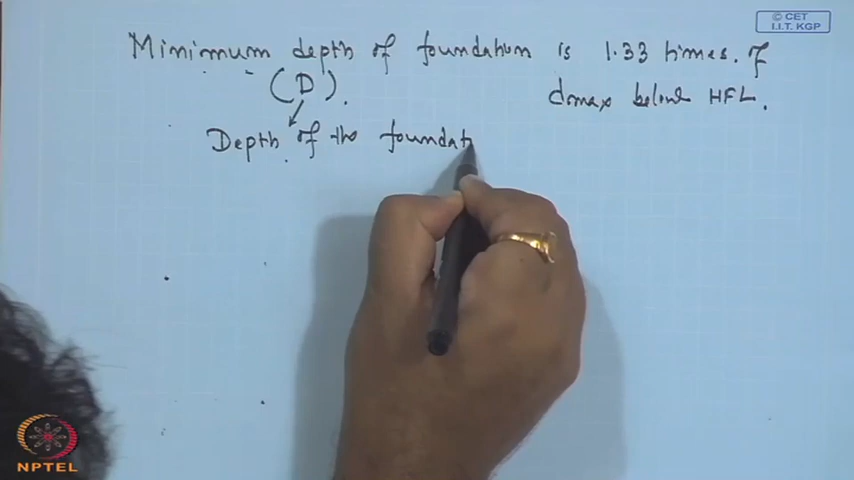 © CET
I.I.T. KGP
Minimum depth of foundation is 1.33 times. of
(D). dmax below HFL.
Depth of the foundat
NPTEL